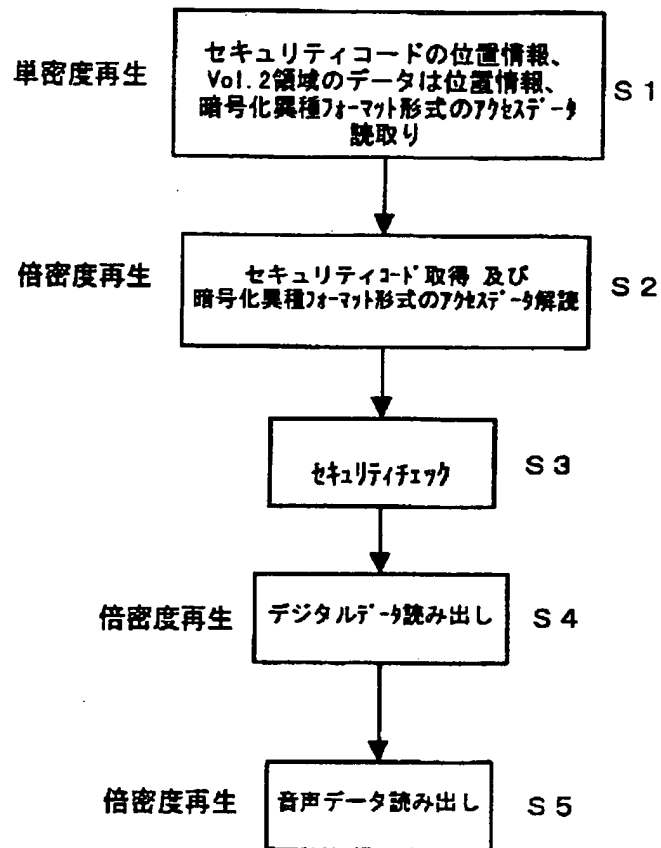 単密度再生
セキュリティコードの位置情報、
Vol.2領域のデータは位置情報、
暗号化異種フォーマット形式のアクセスデータ
読取り
S1
倍密度再生
セキュリティコード取得 及び
暗号化異種フォーマット形式のアクセスデータ解読
S2
セキュリティチェック
S3
倍密度再生
デジタルデータ読み出し
S4
倍密度再生
音声データ読み出し
S5